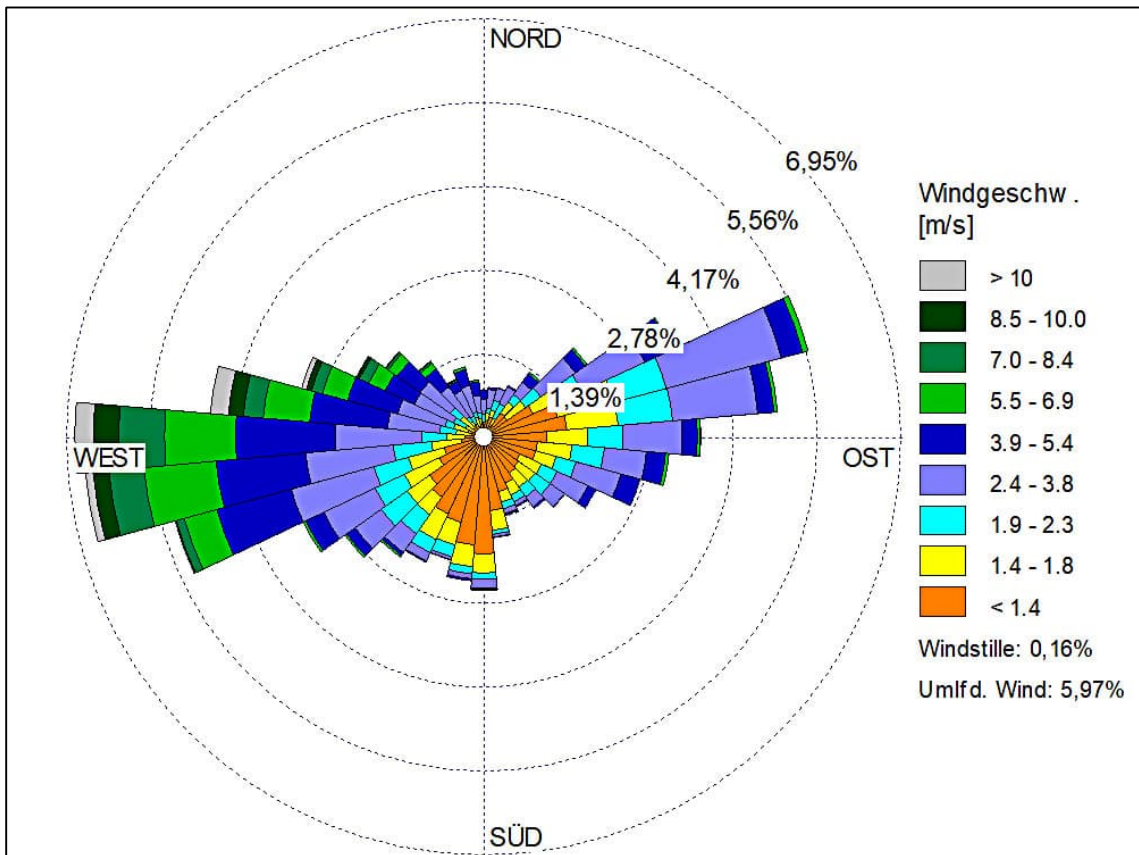 NORD
6,95%
5,56%
4,17%
2,78%
1,39%
WEST
OST
SÜD
Windgeschw .
[m/s]
> 10
8.5 - 10.0
7.0 - 8.4
5.5 - 6.9
3.9 - 5.4
2.4 - 3.8
1.9 - 2.3
1.4 - 1.8
< 1.4
Windstille: 0,16%
Umlfd. Wind: 5,97%